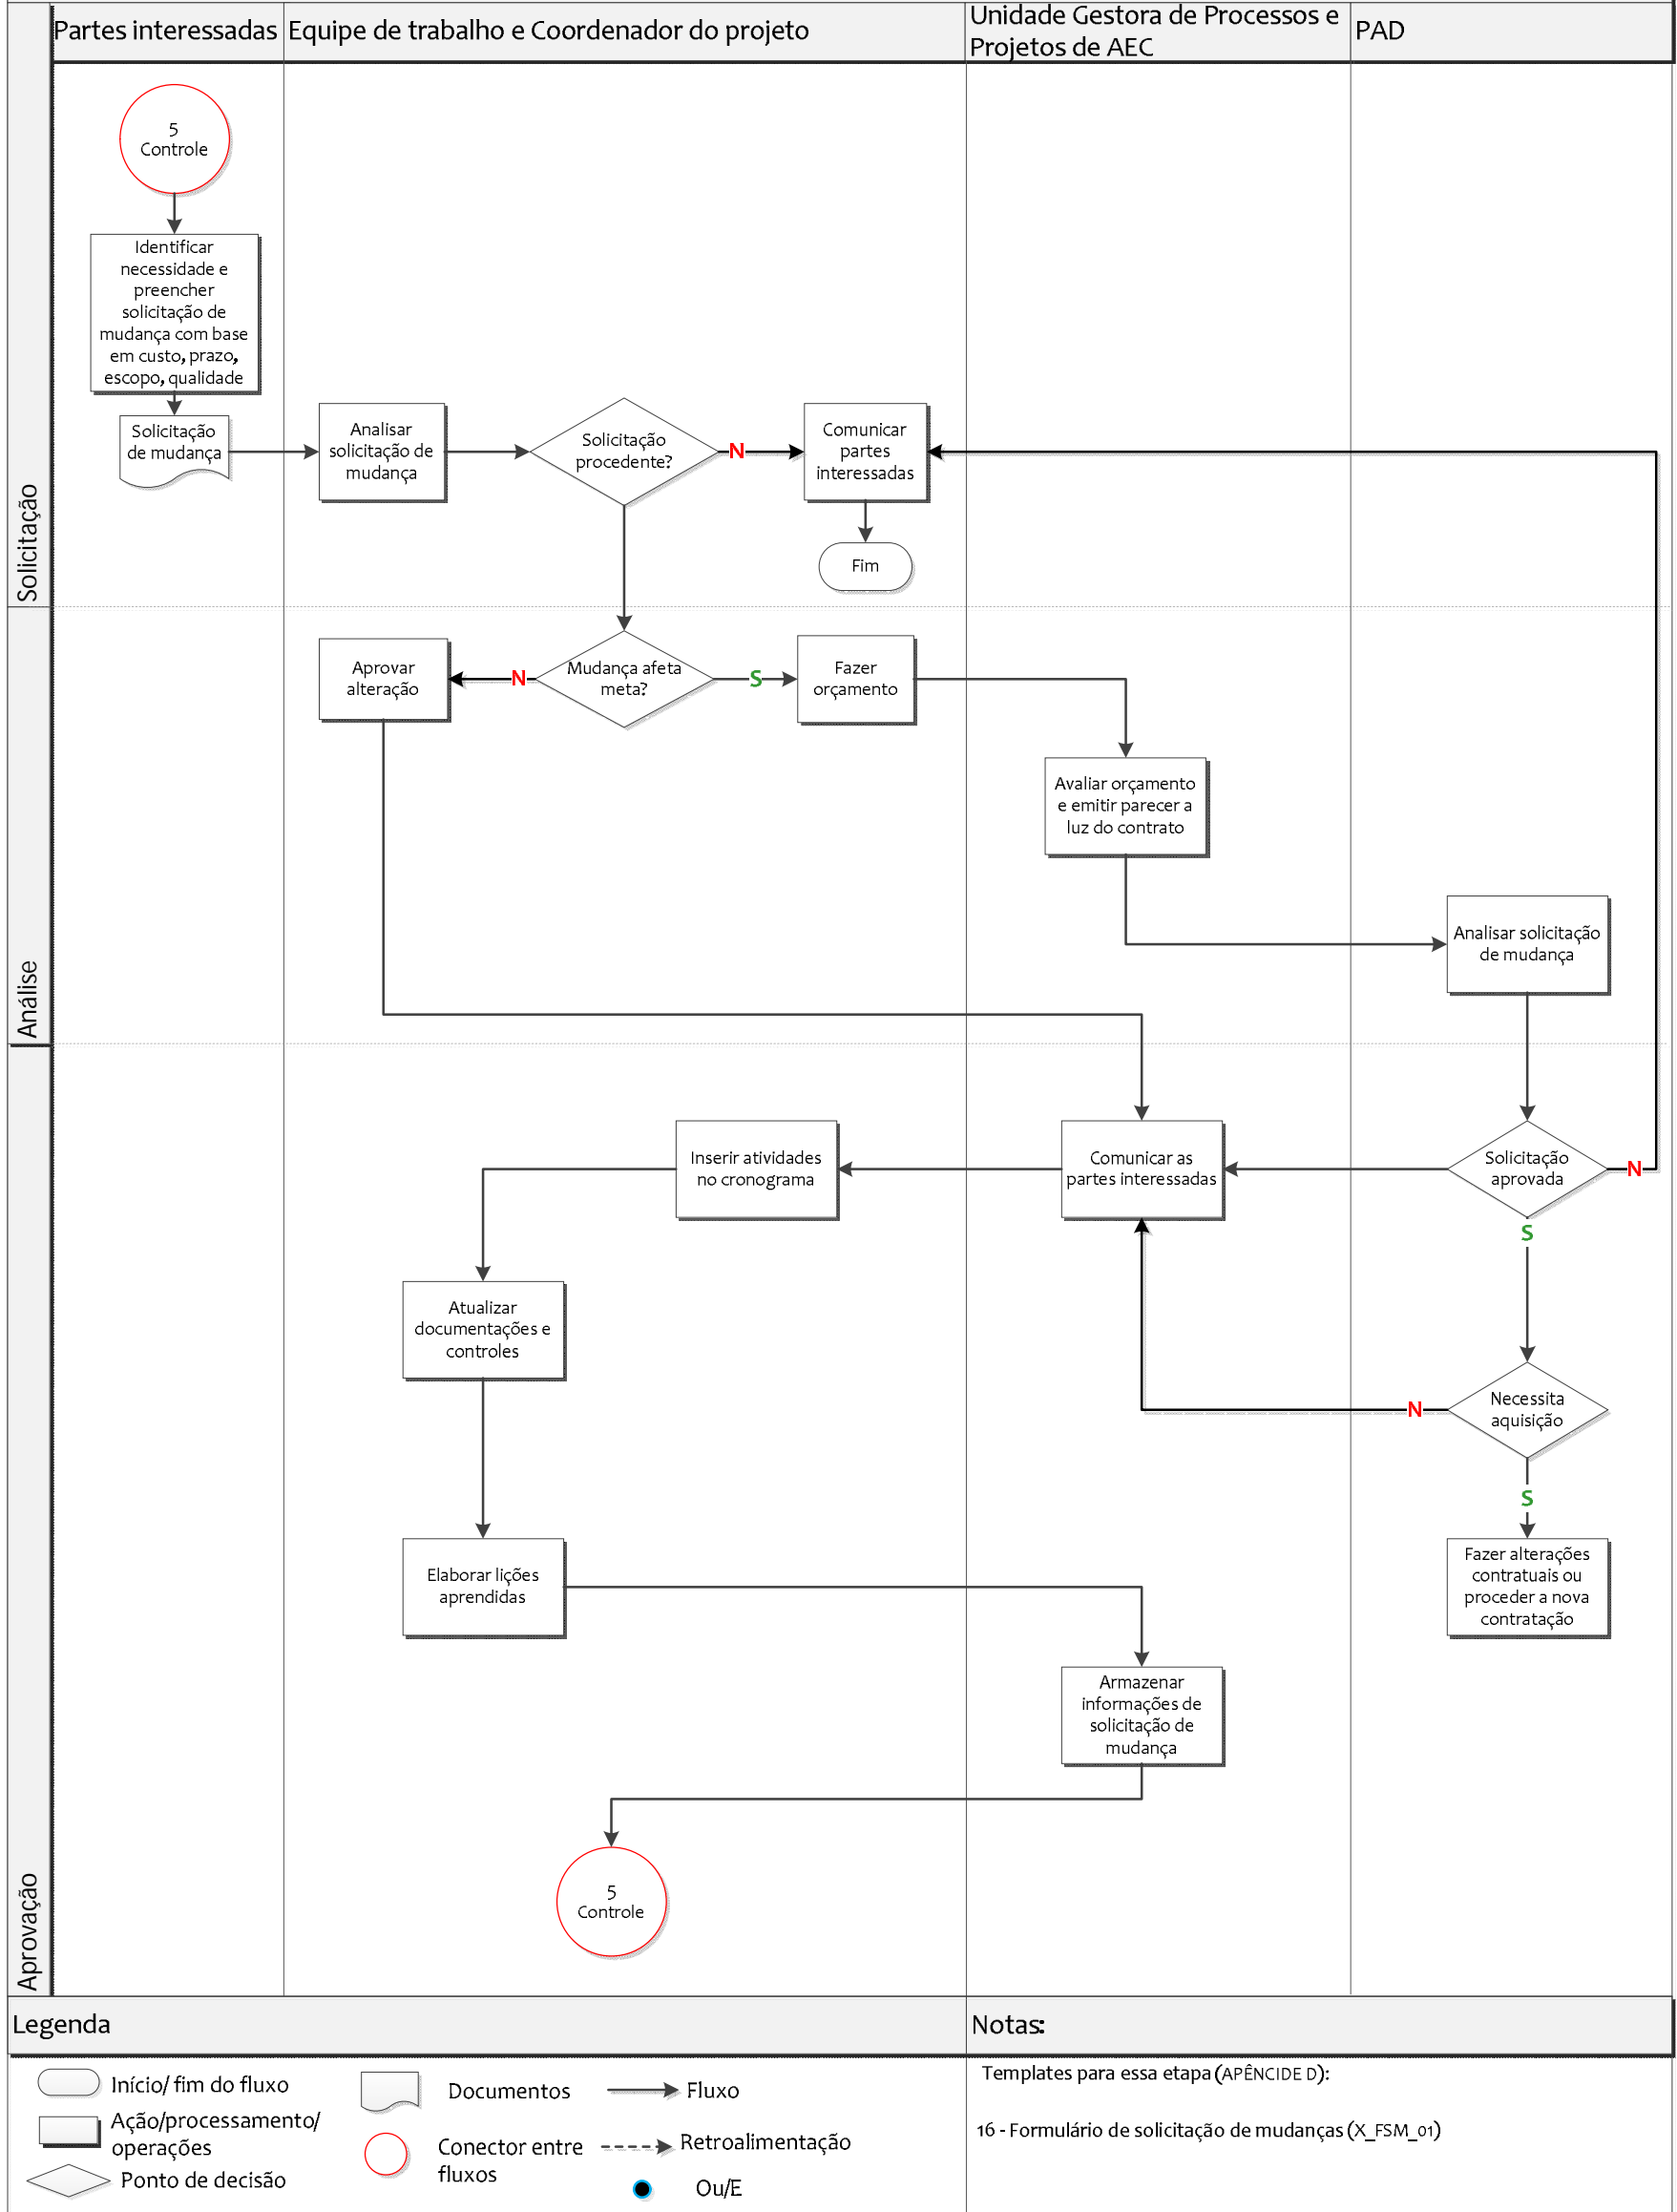 Partes interessadas
Equipe de trabalho e Coordenador do projeto
Unidade Gestora de Processos e
Projetos de AEC
PAD
Solicitação
5
Controle
Identificar
necessidade e
preencher
solicitação de
mudança com base
em custo, prazo,
escopo, qualidade
Solicitação
de mudança
Analisar
solicitação de
mudança
Solicitação
procedente?
N
Comunicar
partes
interessadas
Fim
Análise
Aprovar
alteração
N
Mudança afeta
meta?
S
Fazer
orçamento
Avaliar orçamento
e emitir parecer a
luz do contrato
Analisar solicitação
de mudança
Aprovação
Inserir atividades
no cronograma
Comunicar as
partes interessadas
Solicitação
aprovada
N
S
Atualizar
documentações e
controles
N
Necessita
aquisição
S
Elaborar lições
aprendidas
Fazer alterações
contratuais ou
proceder a nova
contratação
Armazenar
informações de
solicitação de
mudança
5
Controle
Legenda
Início/ fim do fluxo
Ação/processamento/
operações
Ponto de decisão
Documentos
Conector entre
fluxos
Fluxo
Retroalimentação
Ou/E
Notas:
Templates para essa etapa (APÊNCIDE D):
16 - Formulário de solicitação de mudanças (X_FSM_01)